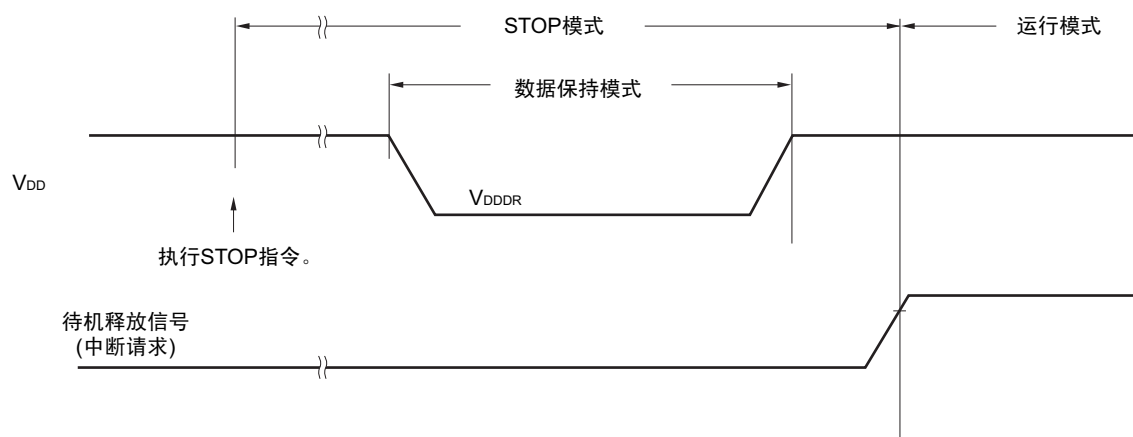 STOP模式
运行模式
数据保持模式
VDD
VDDDR
执行STOP指令。
待机释放信号
(中断请求)